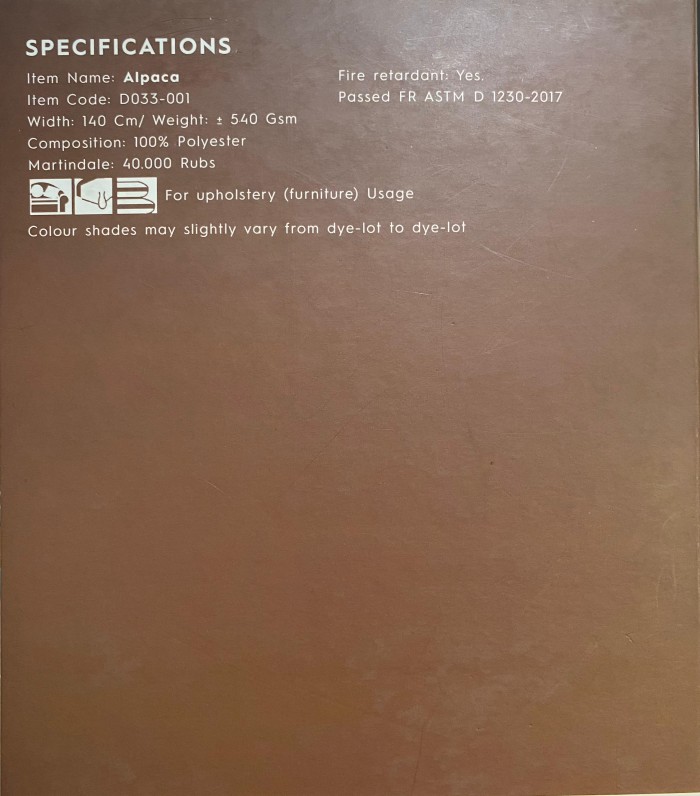 SPECIFICATIONS
Item Name: Alpaca
Item Code: D033-001
Width: 140 Cm/ Weight: ± 540 Gsm
Composition: 100% Polyester
Martindale: 40.000 Rubs
For upholstery (furniture) Usage
Colour shades may slightly vary from dye-lot to dye-lot
Fire retardant: Yes.
Passed FR ASTM D 1230-2017